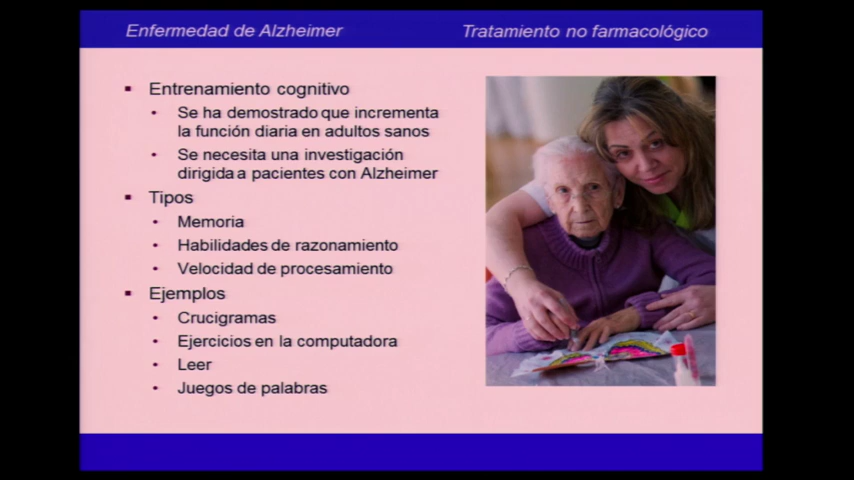 Enfermedad de Alzheimer
Tratamiento no farmacológico
Entrenamiento cognitivo
Se ha demostrado que incrementa
la función diaria en adultos sanos
Se necesita una investigación
dirigida a pacientes con Alzheimer
Tipos
Memoria
Habilidades de razonamiento
Velocidad de procesamiento
Ejemplos
Crucigramas
Ejercicios en la computadora
Leer
Juegos de palabras